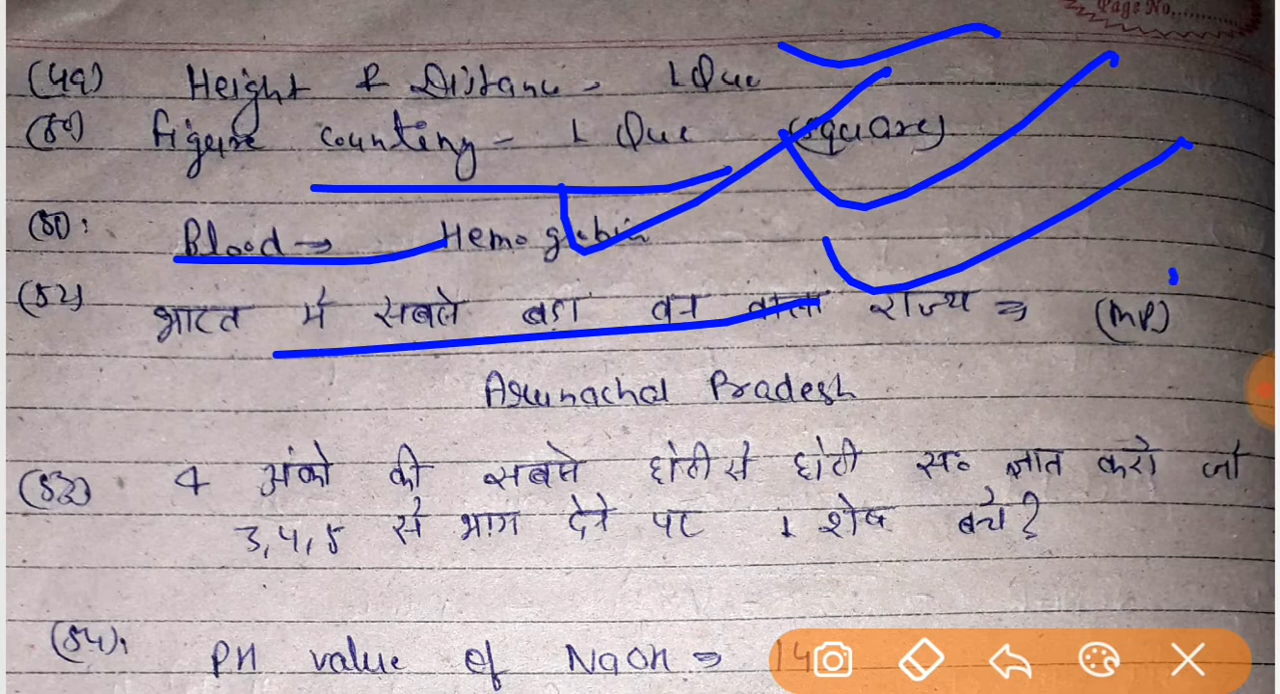 Page No.........
(49) Height & Distance → 1 Que
(50) figure counting - 1 Que (square)
(51): Blood → Hemoglobin
(52) भारत में सबसे बड़ा वन वाला राज्य ⇒ (MP)
Arunachal Pradesh
(53) 4 अंको की सबसे छोटी से छोटी सं० ज्ञात करो जो
3,4,5 से भाग देने पर 1 शेष बचे?
(54): PH value of NaOH ⇒ 14